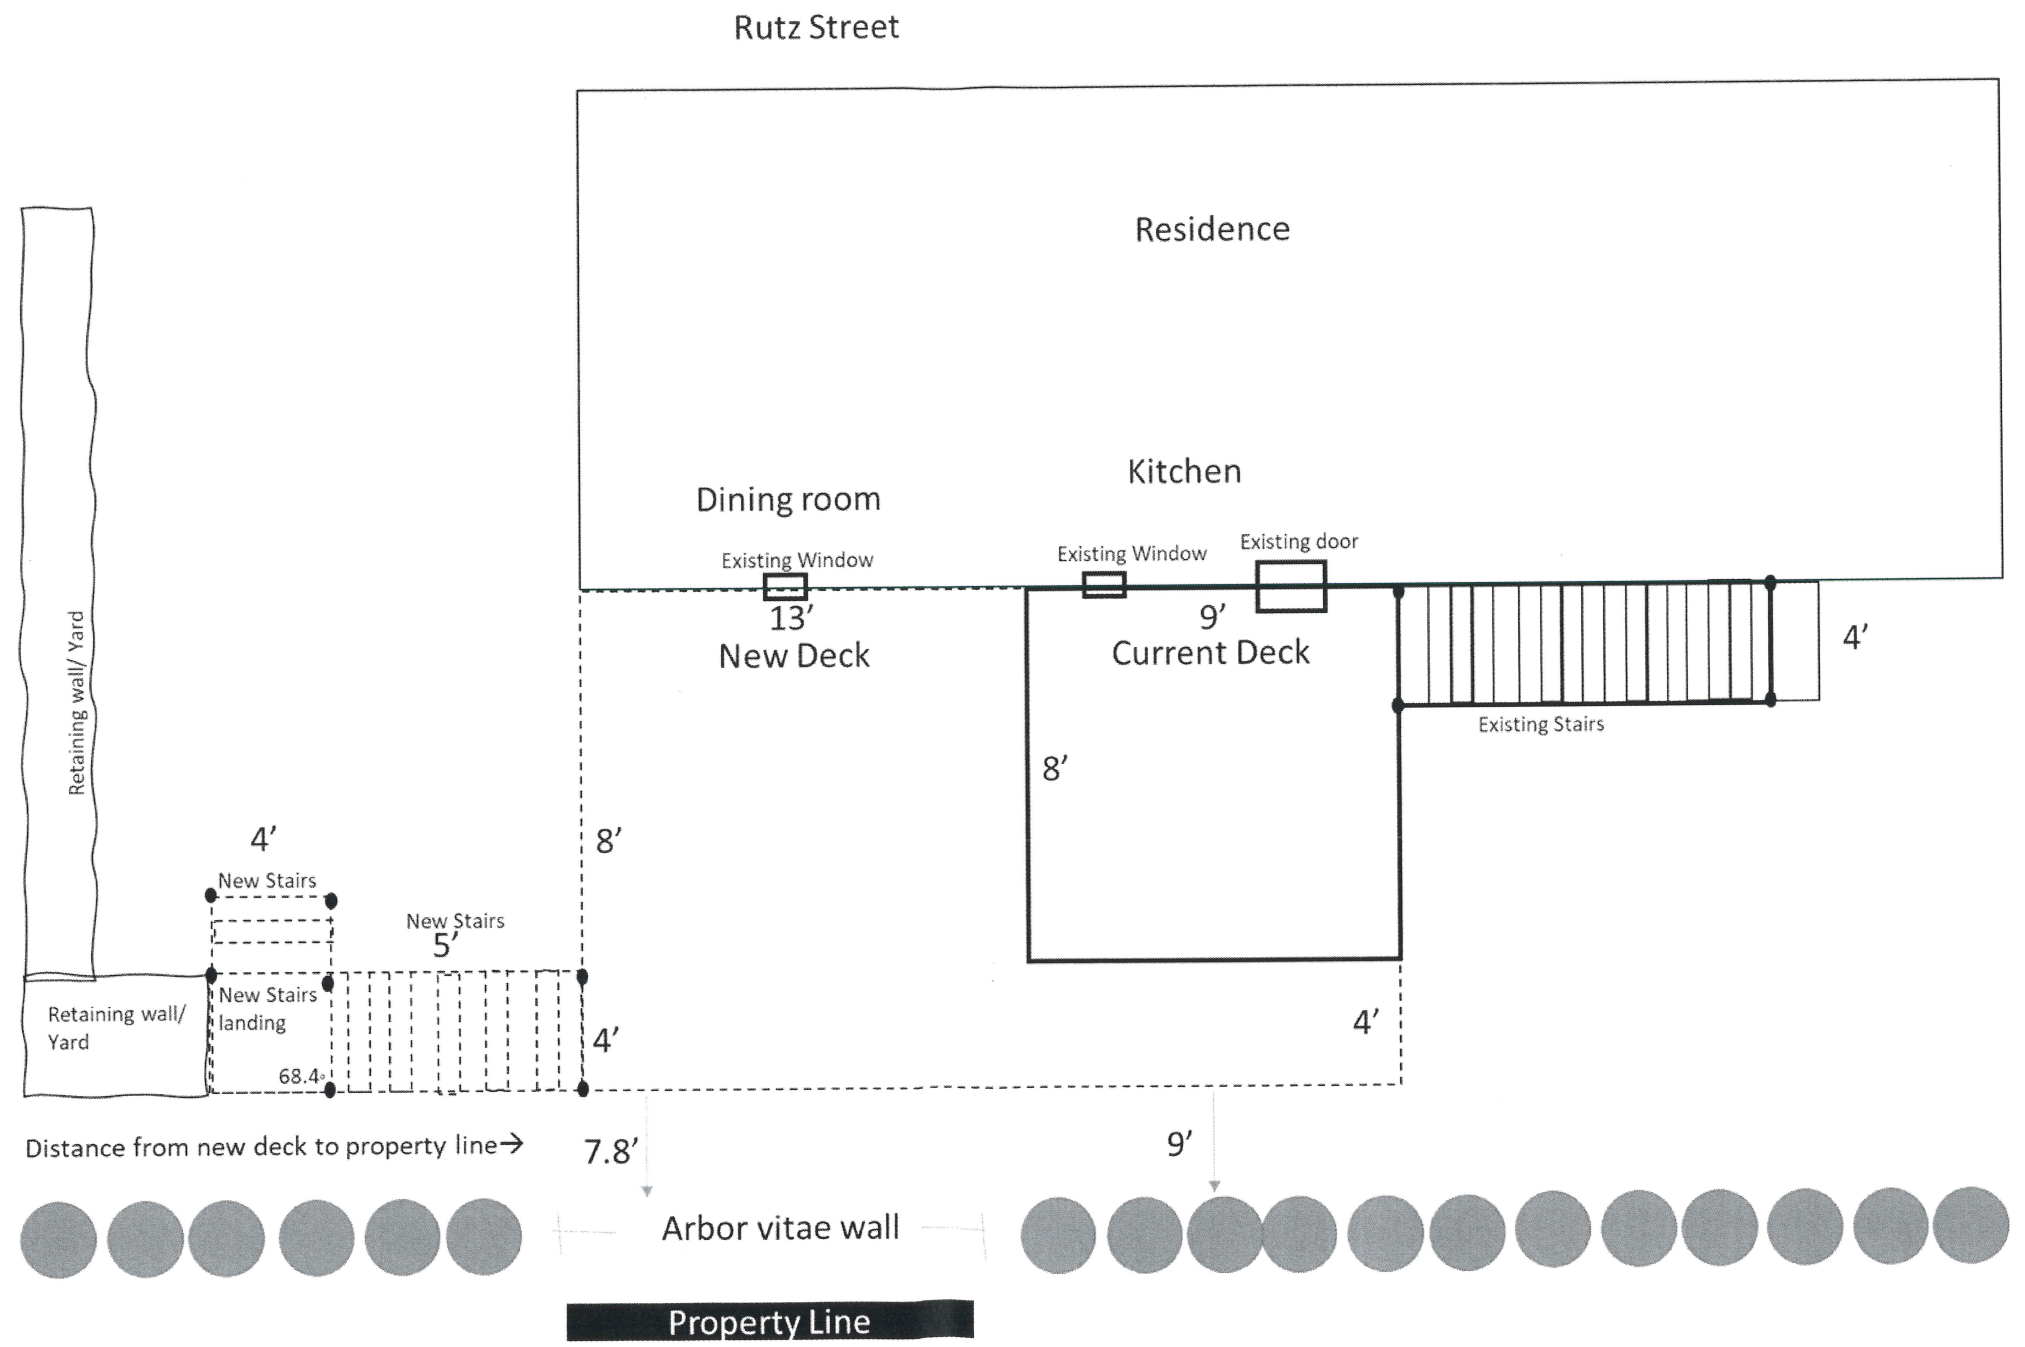 Rutz Street
Residence
Kitchen
Dining room
Existing Window
Existing Window
Existing door
13’
9’
New Deck
Current Deck
4’
Existing Stairs
Retaining wall/ Yard
8’
8’
4’
New Stairs
New Stairs
5’
New Stairs
landing
68.4°
Retaining wall/
Yard
4’
4’
Distance from new deck to property line→
7.8’
9’
Arbor vitae wall
Property Line